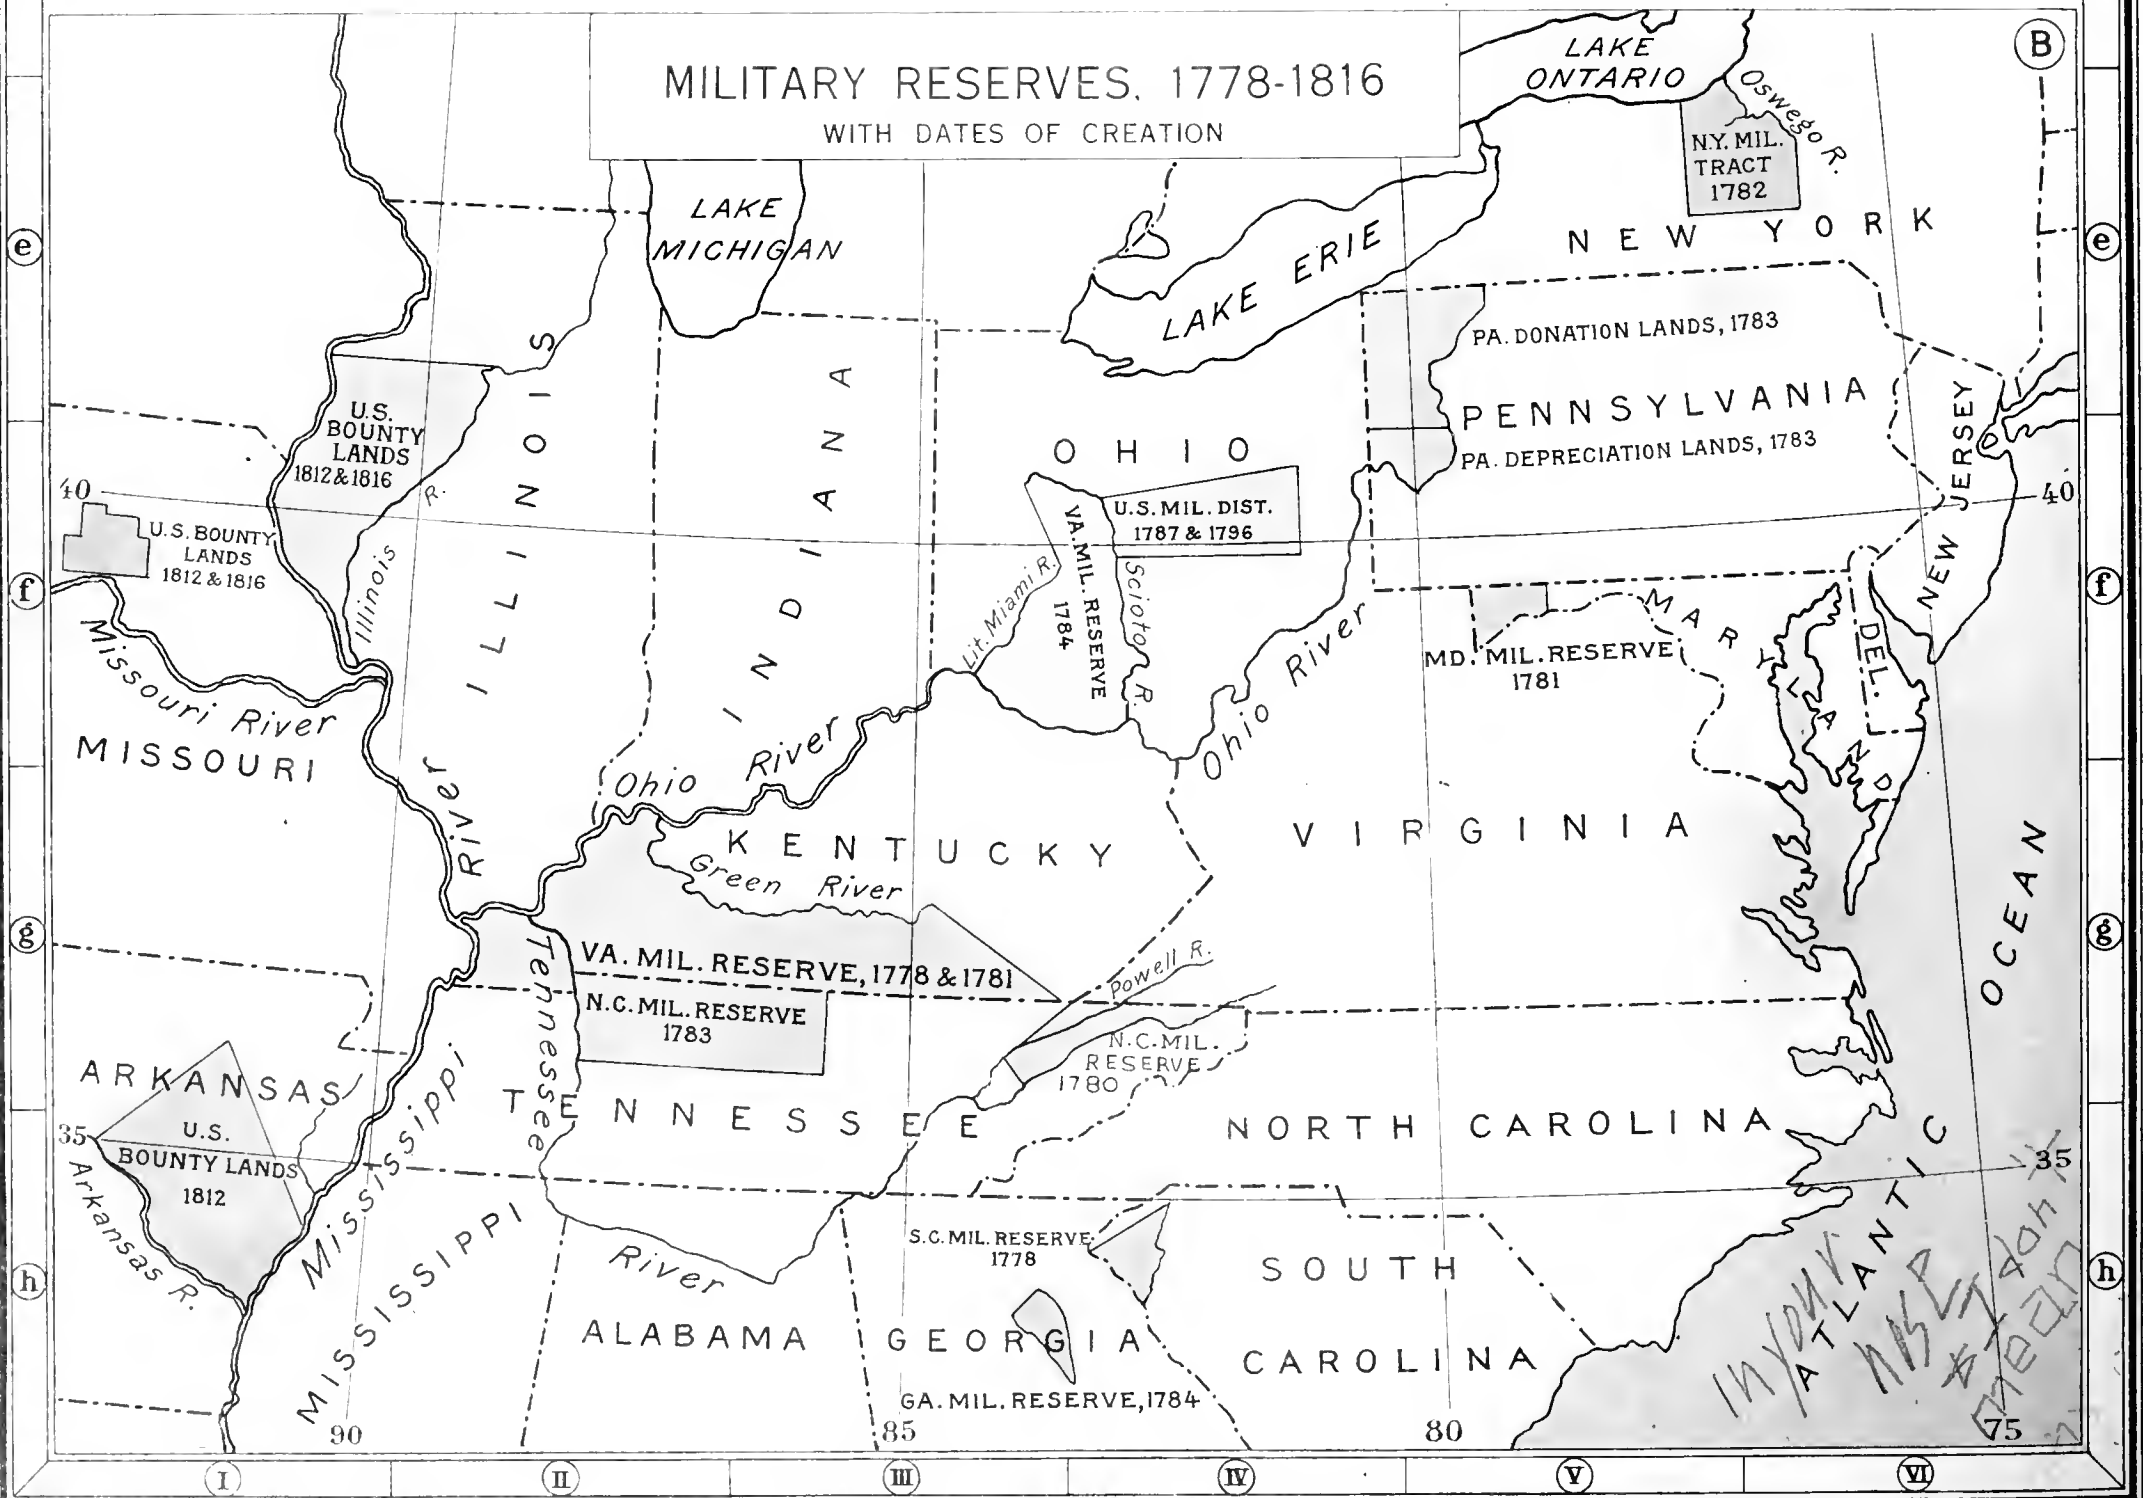 MILITARY RESERVES, 1778-1816
WITH DATES OF CREATION
B
LAKE
ONTARIO
Oswego R.
N.Y. MIL.
TRACT
1782
NEW YORK
LAKE
MICHIGAN
LAKE ERIE
e
e
PA. DONATION LANDS, 1783
PENNSYLVANIA
PA. DEPRECIATION LANDS, 1783
NEW JERSEY
U.S.
BOUNTY
LANDS
1812 & 1816
ILLINOIS
INDIANA
OHIO
40
40
U.S. BOUNTY
LANDS
1812 & 1816
Illinois
R.
U.S. MIL. DIST.
1787 & 1796
VA. MIL. RESERVE
1784
Lit. Miami R.
Scioto R.
f
f
MARYLAND
DEL.
MD. MIL. RESERVE
1781
Missouri River
MISSOURI
Ohio River
Ohio River
River
KENTUCKY
Green River
VIRGINIA
OCEAN
g
g
VA. MIL. RESERVE, 1778 & 1781
Powell R.
N.C. MIL. RESERVE
1783
N.C. MIL.
RESERVE
1780
Tennessee
ARKANSAS
TENNESSEE
NORTH CAROLINA
35
35
U.S.
BOUNTY LANDS
1812
Arkansas R.
Mississippi
MISSISSIPPI
River
S.C. MIL. RESERVE
1778
SOUTH
CAROLINA
ATLANTIC
h
h
ALABAMA
GEORGIA
GA. MIL. RESERVE, 1784
in your
90
85
80
75
I
II
III
IV
V
VI